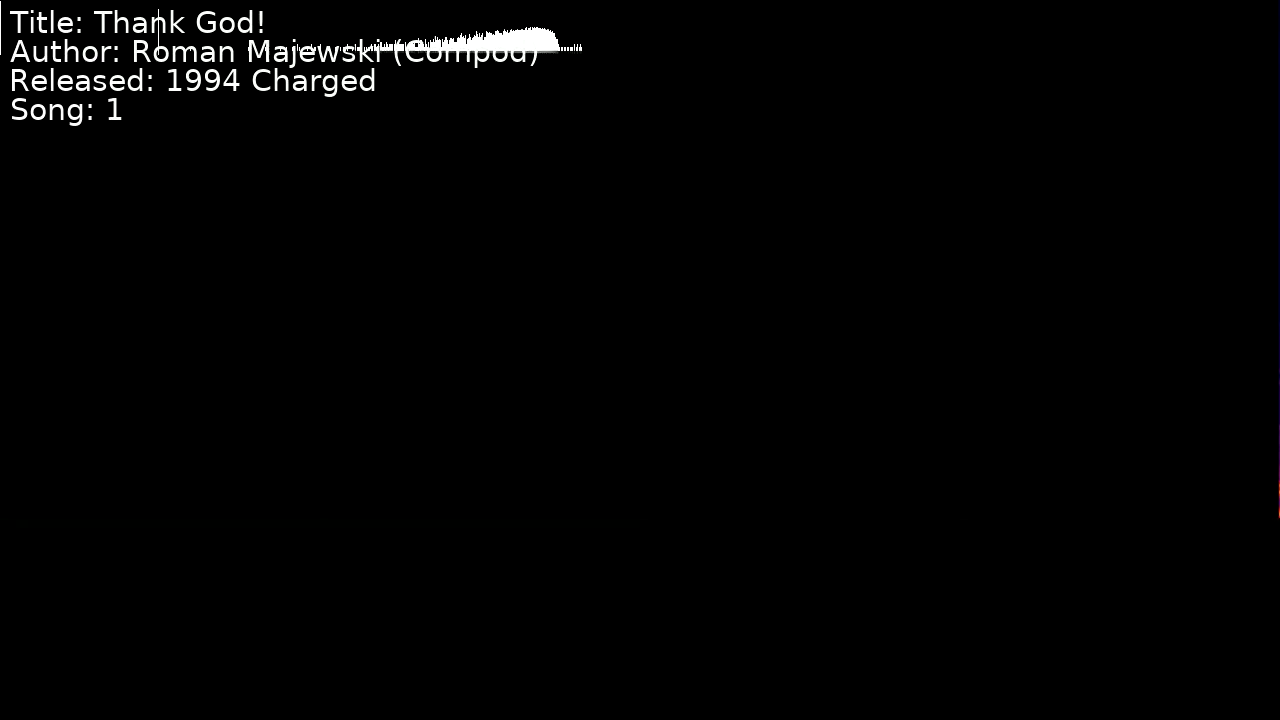 Title: Thank God!
Author: Roman Majewski (Compod)
Released: 1994 Charged
Song: 1